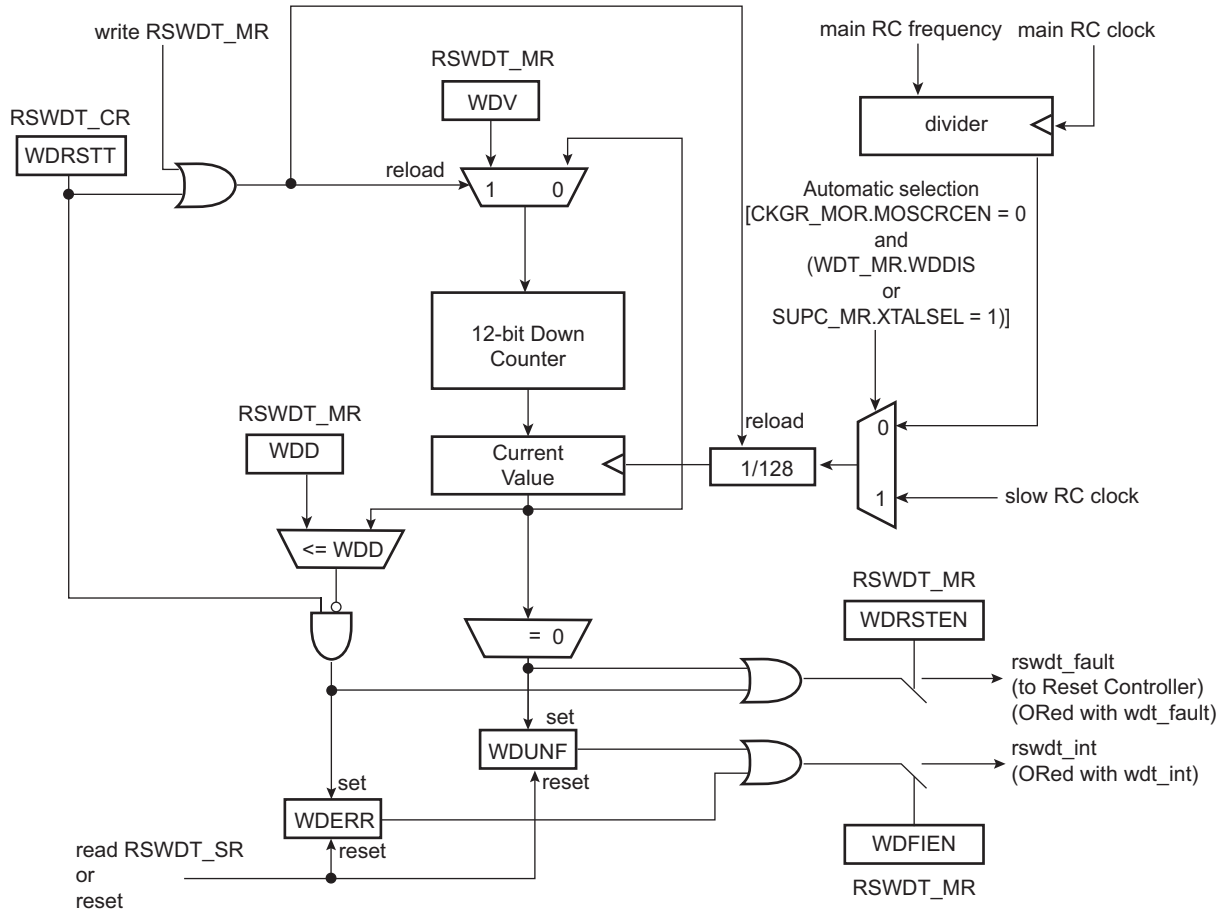 write RSWDT_MR
main RC frequency
main RC clock
RSWDT_MR
WDV
RSWDT_CR
WDRSTT
divider
reload
1 0
Automatic selection
[CKGR_MOR.MOSCRCEN = 0
and
(WDT_MR.WDDIS
or
SUPC_MR.XTALSEL = 1)]
12-bit Down
Counter
RSWDT_MR
WDD
Current
Value
reload
1/128
0
1
slow RC clock
<= WDD
= 0
RSWDT_MR
WDRSTEN
rswdt_fault
(to Reset Controller)
(ORed with wdt_fault)
set
WDUNF
reset
rswdt_int
(ORed with wdt_int)
set
WDERR
reset
WDFIEN
RSWDT_MR
read RSWDT_SR
or
reset